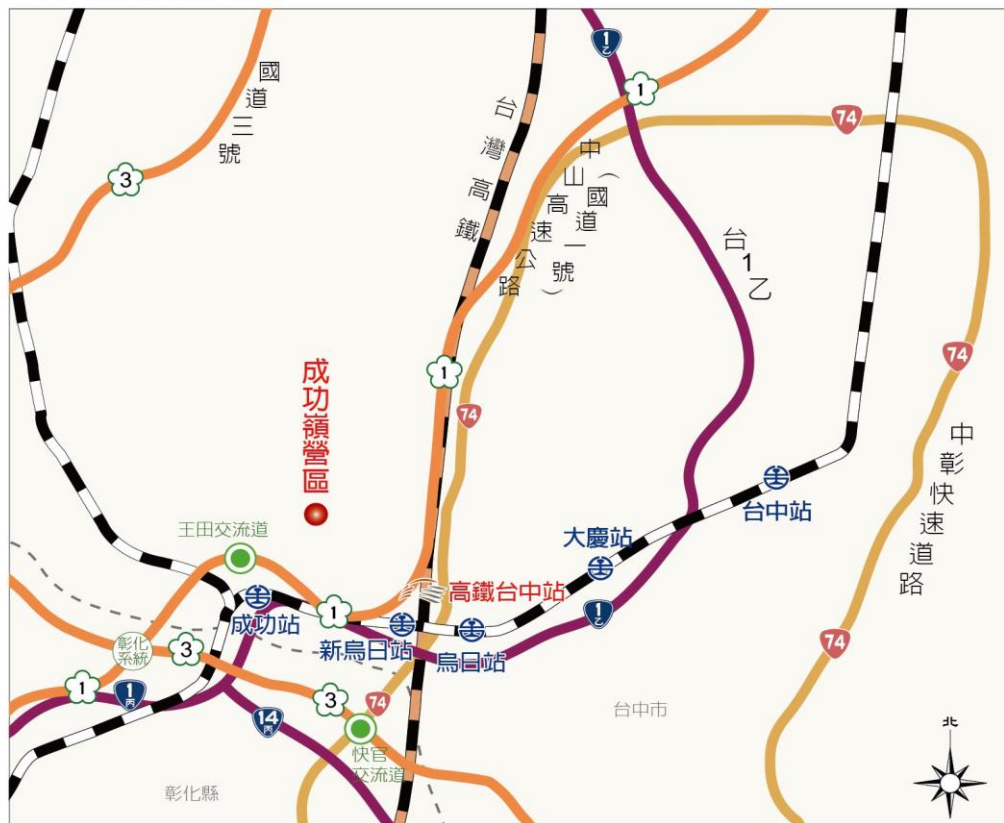 1乙
1
74
國道三號
台灣高鐵
中山高速公路
（國道一號）
3
台1乙
1
74
74
成功嶺營區
中彰快速道路
台中站
王田交流道
大慶站
高鐵台中站
1
1乙
成功站
新烏日站
烏日站
彰化
系統
3
74
1
1丙
3
74
14丙
台中市
北
快官
交流道
彰化縣